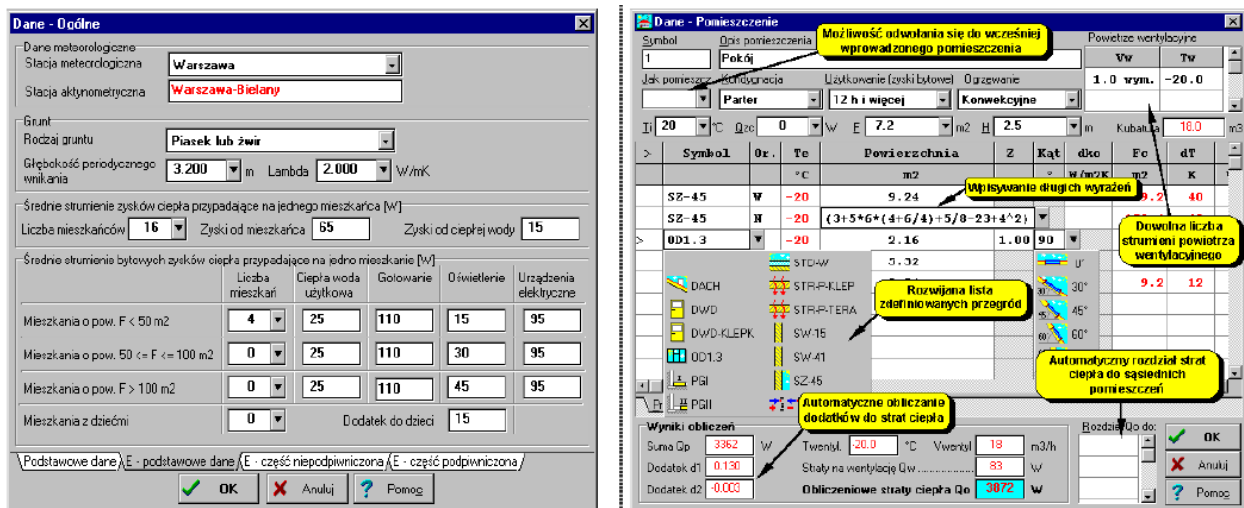 Dane - Ogólne
Dane meteorologiczne
Stacja meteorologiczna Warszawa
Stacja aktynometryczna Warszawa-Bielany
Grunt
Rodzaj gruntu Piasek lub żwir
Głębokość periodycznego wnikania 3.200 m Lambda 2.000 W/mK
Średnie strumienie zysków ciepła przypadające na jednego mieszkańca [W]
Liczba mieszkańców 16 Zyski od mieszkańca 65 Zyski od ciepłej wody 15
Średnie strumienie bytowych zysków ciepła przypadające na jedno mieszkanie [W]
Liczba mieszkań Ciepła woda użytkowa Gotowanie Oświetlenie Urządzenia elektryczne
Mieszkania o pow. F < 50 m2 4 25 110 15 95
Mieszkania o pow. 50 <= F <= 100 m2 0 25 110 30 95
Mieszkania o pow. F > 100 m2 0 25 110 45 95
Mieszkania z dziećmi 0 Dodatek do dzieci 15
Podstawowe dane E - podstawowe dane E - część niepodpiwniczona E - część podpiwniczona
OK Anuluj Pomog
Dane - Pomieszczenie
Symbol Opis pomieszczenia Powietrze wentylacyjne
Możliwość odwołania się do wcześniej
wprowadzonego pomieszczenia
1 Pokój Vw Tw
Jak pomieszcz. Kondygnacja Użytkowanie (zyski bytowe) Ogrzewanie 1.0 wym. -20.0
Parter 12 h i więcej Konwekcyjne
Ti 20 °C Qzc 0 W F 7.2 m2 H 2.5 m Kubatura 18.0 m3
> Symbol Or. Te Powierzchnia Z Kąt dko Fc dT
°C m2 ° W/m2K m2 K
SZ-45 W -20 9.24 9.2 40
Wpisywanie długich wyrażeń
SZ-45 N -20 (3+5*6*(4+6/4)+5/8-23+4^2)
> OD1.3 -20 2.16 1.00 90
Dowolna liczba
strumieni powietrza
wentylacyjnego
STD-W 5.32 0°
DACH STR-P-KLEP 30° 9.2 12
Rozwijana lista
zdefiniowanych przegród
DWD STR-P-TERA 45°
DWD-KLEPK SW-15 60°
OD1.3 SW-41
Automatyczny rozdział strat
ciepła do sąsiednich
pomieszczeń
PGI SZ-45
PGII
Automatyczne obliczanie
dodatków do strat ciepła
Wyniki obliczeń Rozdziel Qo do:
Suma Qp 3362 W Twentyl. -20.0 °C Vwentyl 18 m3/h OK
Dodatek d1 0.130 Straty na wentylację Qw 83 W Anuluj
Dodatek d2 -0.003 Obliczeniowe straty ciepła Qo 3872 W Pomog